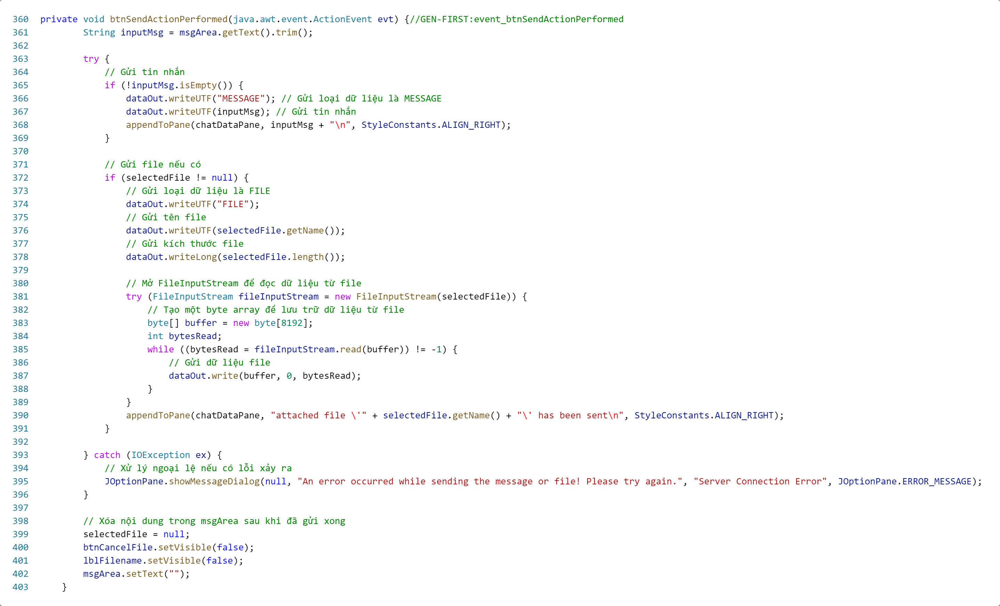 360 private void btnSendActionPerformed(java.awt.event.ActionEvent evt) {//GEN-FIRST:event_btnSendActionPerformed
361         String inputMsg = msgArea.getText().trim();
362
363         try {
364             // Gửi tin nhắn
365             if (!inputMsg.isEmpty()) {
366                 dataOut.writeUTF("MESSAGE"); // Gửi loại dữ liệu là MESSAGE
367                 dataOut.writeUTF(inputMsg); // Gửi tin nhắn
368                 appendToPane(chatDataPane, inputMsg + "\n", StyleConstants.ALIGN_RIGHT);
369             }
370
371             // Gửi file nếu có
372             if (selectedFile != null) {
373                 // Gửi loại dữ liệu là FILE
374                 dataOut.writeUTF("FILE");
375                 // Gửi tên file
376                 dataOut.writeUTF(selectedFile.getName());
377                 // Gửi kích thước file
378                 dataOut.writeLong(selectedFile.length());
379
380                 // Mở FileInputStream để đọc dữ liệu từ file
381                 try (FileInputStream fileInputStream = new FileInputStream(selectedFile)) {
382                     // Tạo một byte array để lưu trữ dữ liệu từ file
383                     byte[] buffer = new byte[8192];
384                     int bytesRead;
385                     while ((bytesRead = fileInputStream.read(buffer)) != -1) {
386                         // Gửi dữ liệu file
387                         dataOut.write(buffer, 0, bytesRead);
388                     }
389                 }
390                 appendToPane(chatDataPane, "attached file \'" + selectedFile.getName() + "\' has been sent\n", StyleConstants.ALIGN_RIGHT);
391             }
392
393         } catch (IOException ex) {
394             // Xử lý ngoại lệ nếu có lỗi xảy ra
395             JOptionPane.showMessageDialog(null, "An error occurred while sending the message or file! Please try again.", "Server Connection Error", JOptionPane.ERROR_MESSAGE);
396         }
397
398         // Xóa nội dung trong msgArea sau khi đã gửi xong
399         selectedFile = null;
400         btnCancelFile.setVisible(false);
401         lblFilename.setVisible(false);
402         msgArea.setText("");
403     }